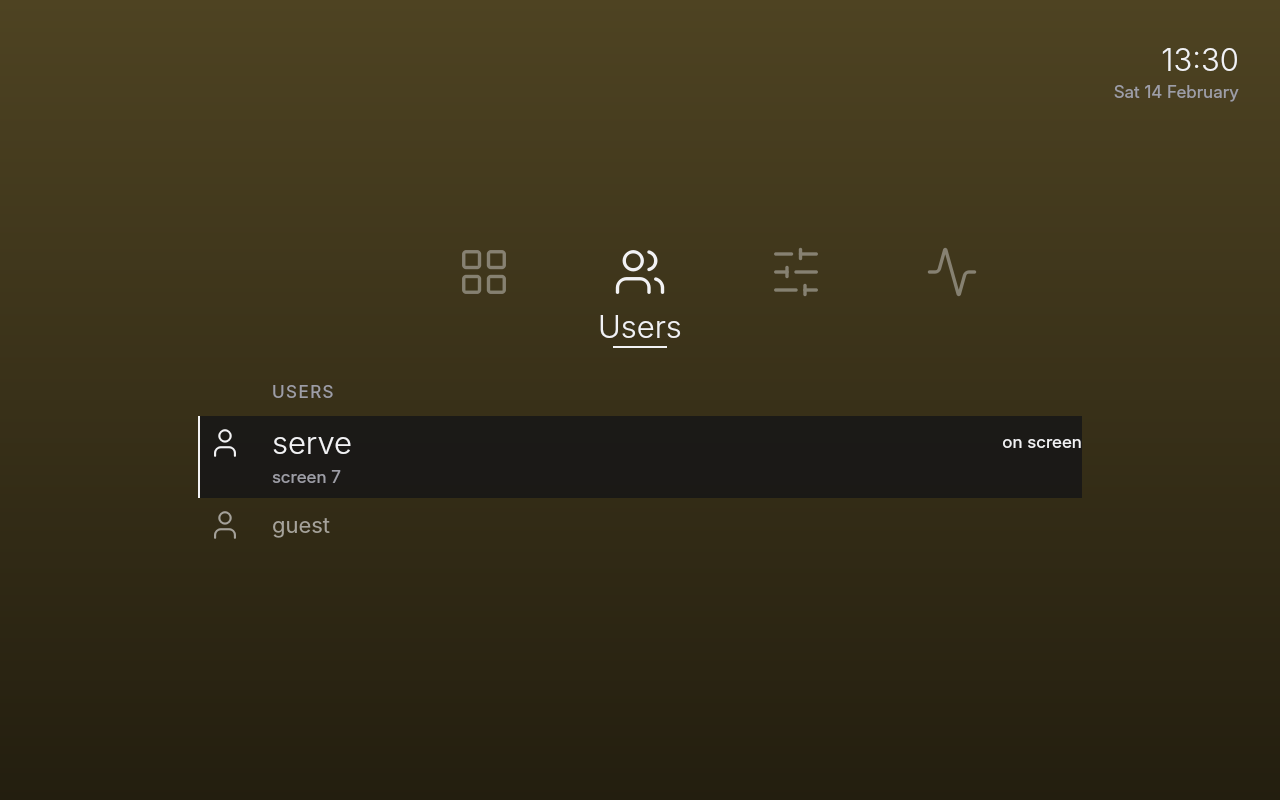 13:30
Sat 14 February
Users
USERS
serve
on screen
screen 7
guest